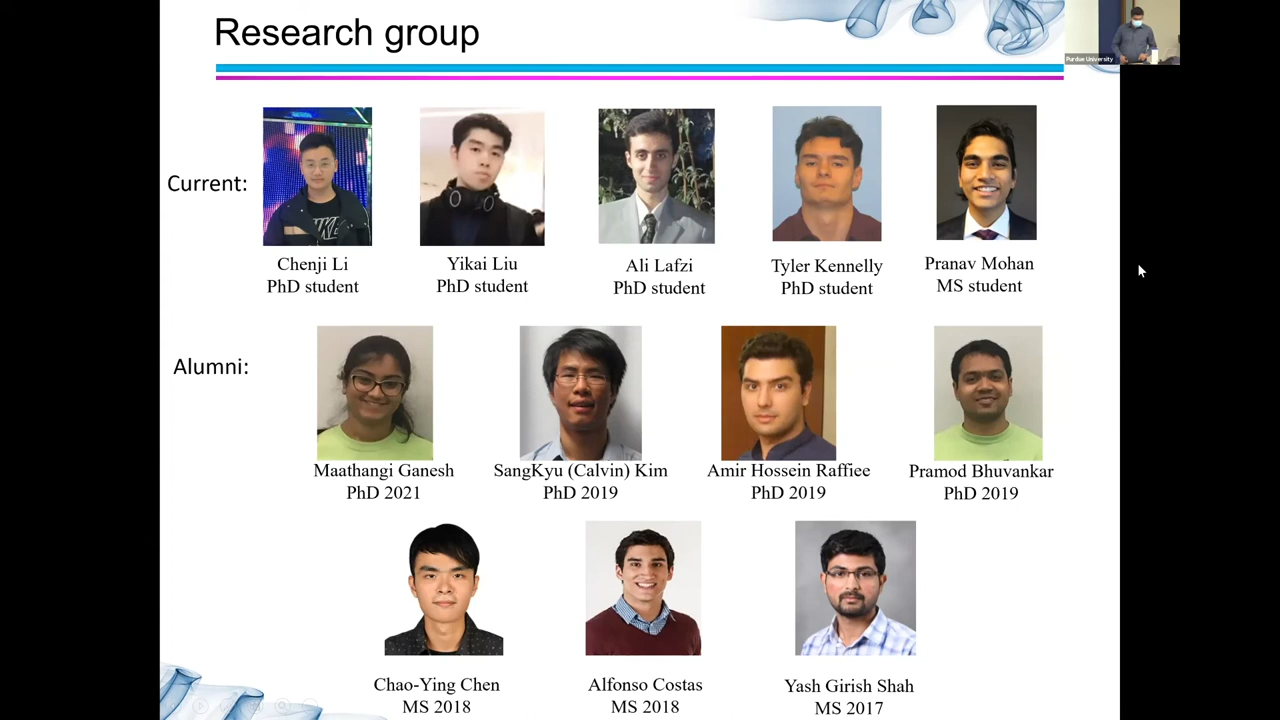 Research group
Purdue University
Current:
Chenji Li
PhD student
Yikai Liu
PhD student
Ali Lafzi
PhD student
Tyler Kennelly
PhD student
Pranav Mohan
MS student
Alumni:
Maathangi Ganesh
PhD 2021
SangKyu (Calvin) Kim
PhD 2019
Amir Hossein Raffiee
PhD 2019
Pramod Bhuvankar
PhD 2019
Chao-Ying Chen
MS 2018
Alfonso Costas
MS 2018
Yash Girish Shah
MS 2017